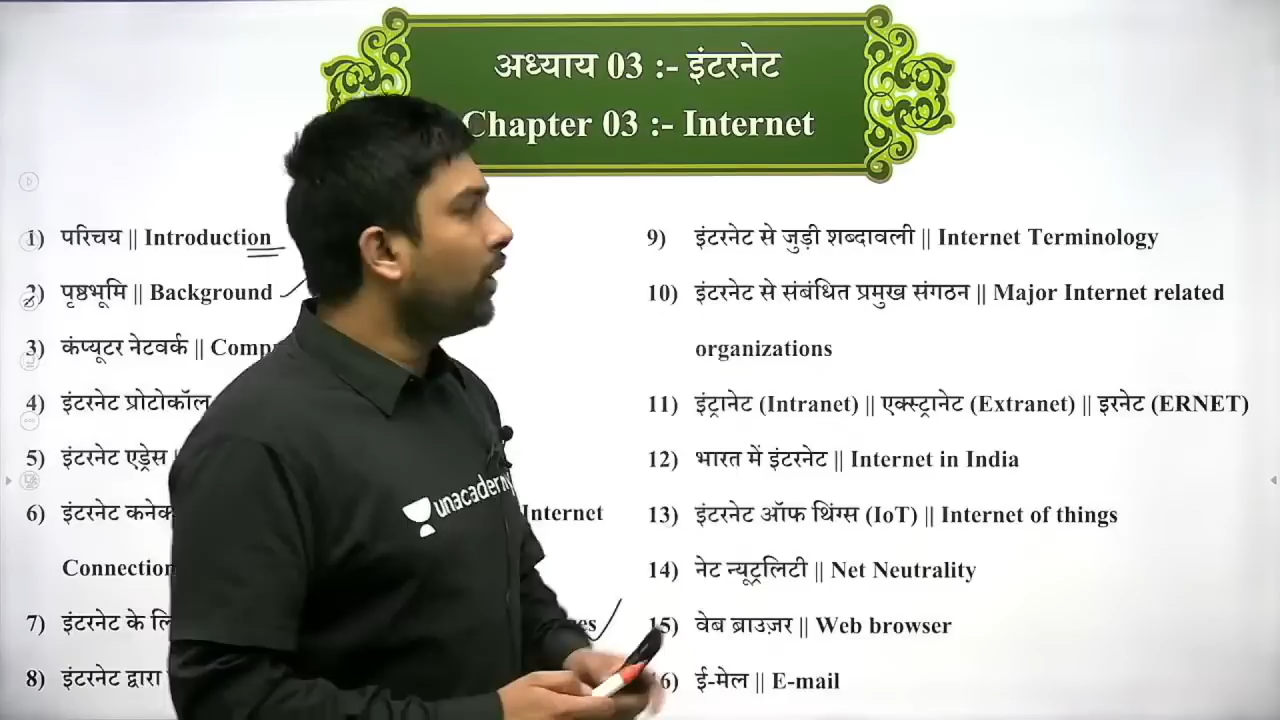 अध्याय 03 :- इंटरनेट
Chapter 03 :- Internet
1) परिचय || Introduction
2) पृष्ठभूमि || Background
3) कंप्यूटर नेटवर्क ||
4) इंटरनेट प्रोटोकॉल
5) इंटरनेट एड्रेस
6) इंटरनेट Internet
Connection
7) इंटरनेट के
8) इंटरनेट द्वारा
unacademy
9) इंटरनेट से जुड़ी शब्दावली || Internet Terminology
10) इंटरनेट से संबंधित प्रमुख संगठन || Major Internet related
organizations
11) इंट्रानेट (Intranet) || एक्स्ट्रानेट (Extranet) || इरनेट (ERNET)
12) भारत में इंटरनेट || Internet in India
13) इंटरनेट ऑफ थिंग्स (IoT) || Internet of things
14) नेट न्यूट्रलिटी || Net Neutrality
15) वेब ब्राउज़र || Web browser
16) ई-मेल || E-mail